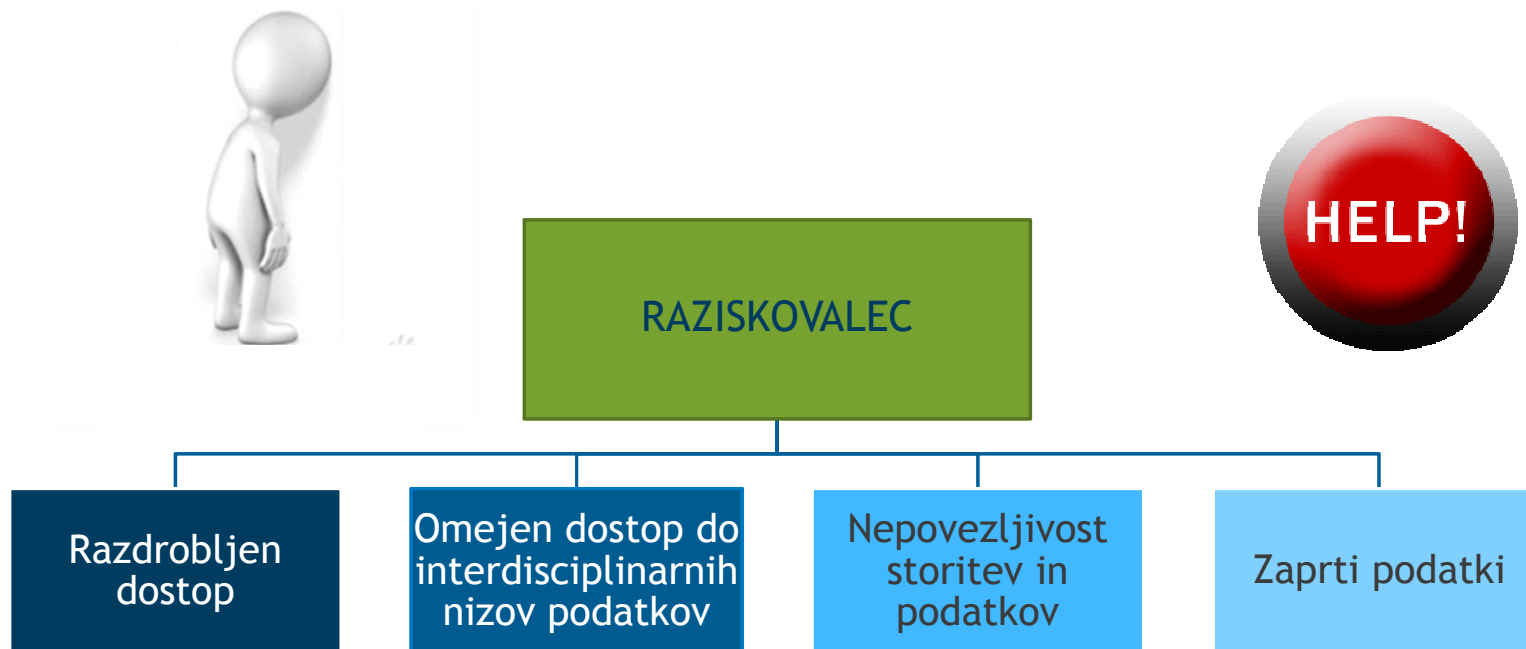 HELP!
RAZISKOVALEC
Razdrobljen
dostop
Omejen dostop do
interdisciplinarnih
nizov podatkov
Nepovezljivost
storitev in
podatkov
Zaprti podatki